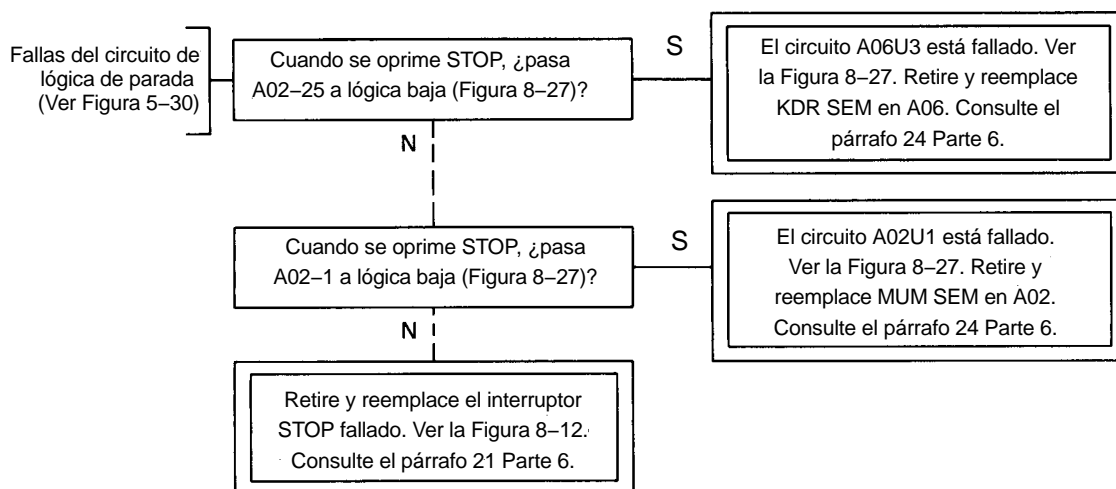 Fallas del circuito de
lógica de parada
(Ver Figura 5–30)
Cuando se oprime STOP, ¿pasa
A02–25 a lógica baja (Figura 8–27)?
S
El circuito A06U3 está fallado. Ver
la Figura 8–27. Retire y reemplace
KDR SEM en A06. Consulte el
párrafo 24 Parte 6.
N
Cuando se oprime STOP, ¿pasa
A02–1 a lógica baja (Figura 8–27)?
S
El circuito A02U1 está fallado.
Ver la Figura 8–27. Retire y
reemplace MUM SEM en A02.
Consulte el párrafo 24 Parte 6.
N
Retire y reemplace el interruptor
STOP fallado. Ver la Figura 8–12.
Consulte el párrafo 21 Parte 6.